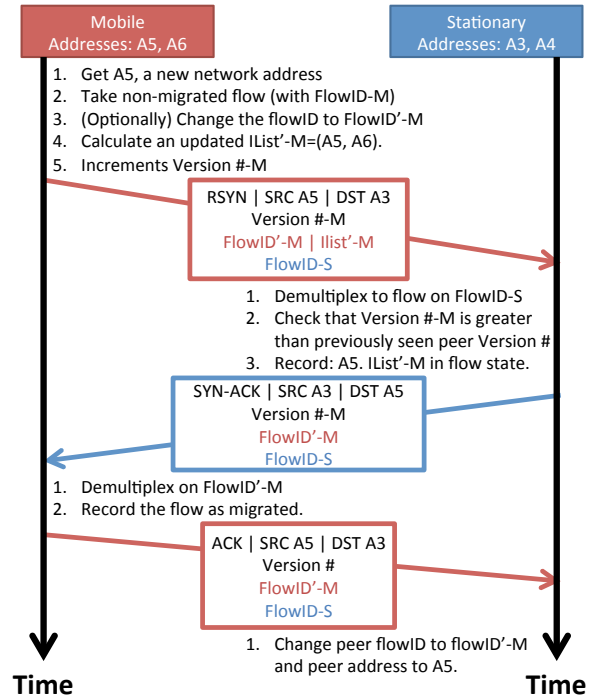 Mobile
Addresses: A5, A6
Stationary
Addresses: A3, A4
1. Get A5, a new network address
2. Take non-migrated flow (with FlowID-M)
3. (Optionally) Change the flowID to FlowID’-M
4. Calculate an updated IList’-M=(A5, A6).
5. Increments Version #-M
RSYN | SRC A5 | DST A3
Version #-M
FlowID’-M | Ilist’-M
FlowID-S
1. Demultiplex to flow on FlowID-S
2. Check that Version #-M is greater
than previously seen peer Version #
3. Record: A5. IList’-M in flow state.
SYN-ACK | SRC A3 | DST A5
Version #-M
FlowID’-M
FlowID-S
1. Demultiplex on FlowID’-M
2. Record the flow as migrated.
ACK | SRC A5 | DST A3
Version #
FlowID’-M
FlowID-S
1. Change peer flowID to flowID’-M
and peer address to A5.
Time
Time